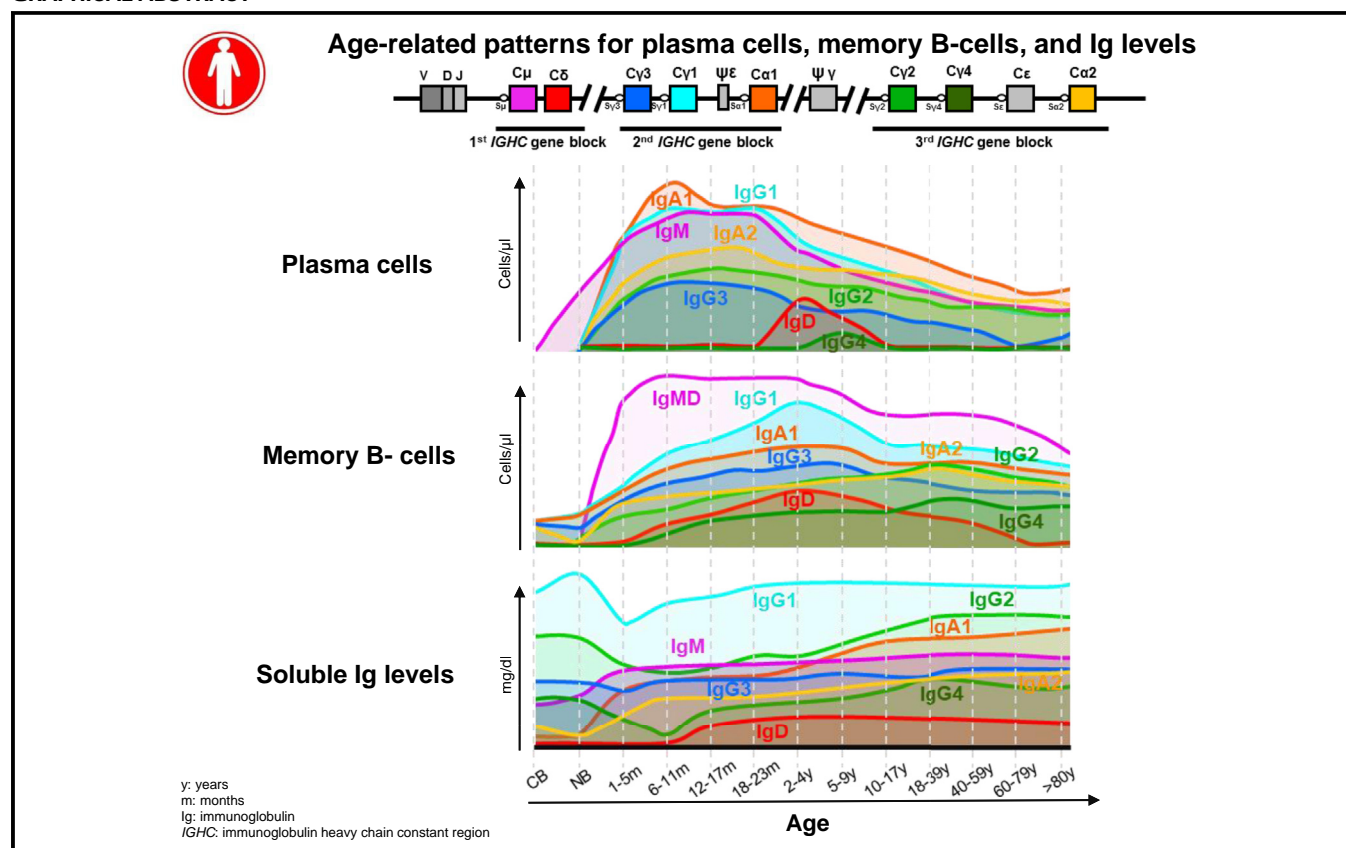 GRAPHICAL ABSTRACT
Age-related patterns for plasma cells, memory B-cells, and Ig levels
V D J Sμ Cμ Cδ Sγ3 Cγ3 Sγ1 Cγ1 Ψε Sα1 Cα1 Ψγ Sγ2 Cγ2 Sγ4 Cγ4 Sε Cε Sα2 Cα2
1st IGHC gene block 2nd IGHC gene block 3rd IGHC gene block
Plasma cells
Cells/μl
IgA1 IgG1
IgM IgA2
IgG3 IgG2
IgD
IgG4
Memory B- cells
Cells/μl
IgMD IgG1
IgA1 IgA2 IgG2
IgG3
IgD
IgG4
Soluble Ig levels
mg/dl
IgG1 IgG2
IgA1
IgM
IgG3 IgG4 IgA2
IgD
CB NB 1-5m 6-11m 12-17m 18-23m 2-4y 5-9y 10-17y 18-39y 40-59y 60-79y >80y
Age
y: years
m: months
Ig: immunoglobulin
IGHC: immunoglobulin heavy chain constant region